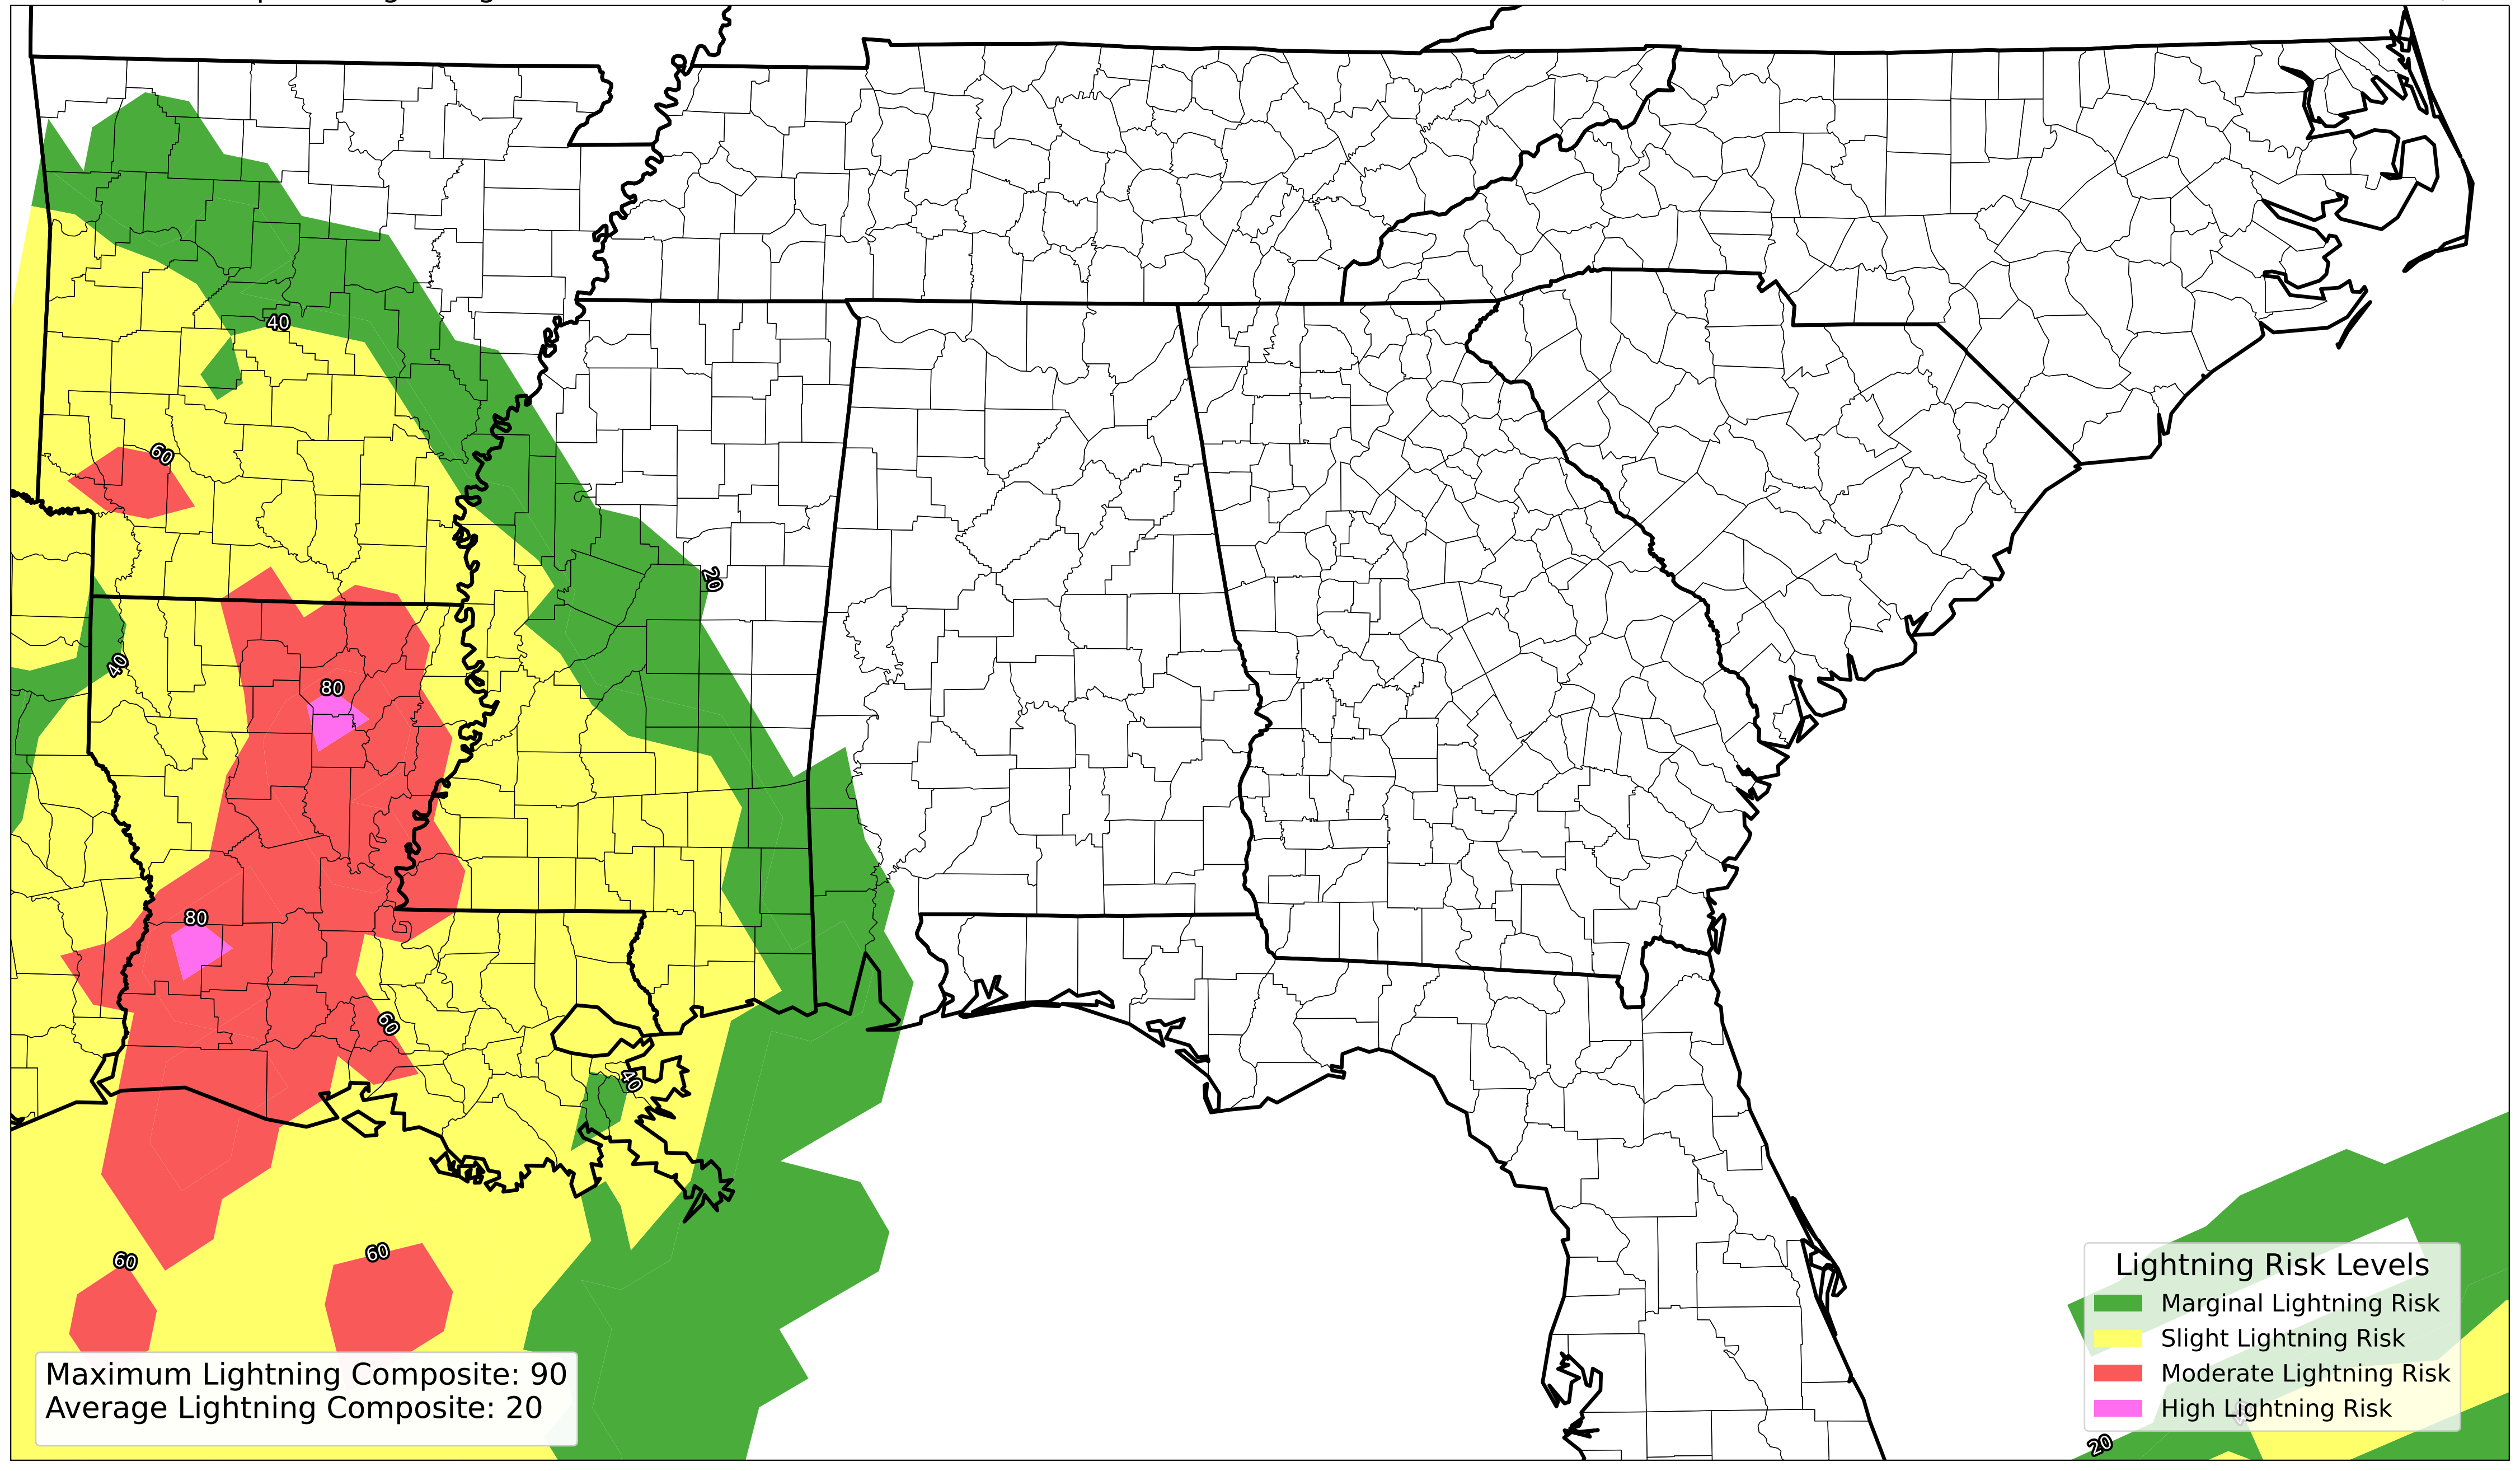 40
60
20
40
80
80
60
40
60
60
20
Lightning Risk Levels
Marginal Lightning Risk
Slight Lightning Risk
Moderate Lightning Risk
High Lightning Risk
Maximum Lightning Composite: 90
Average Lightning Composite: 20